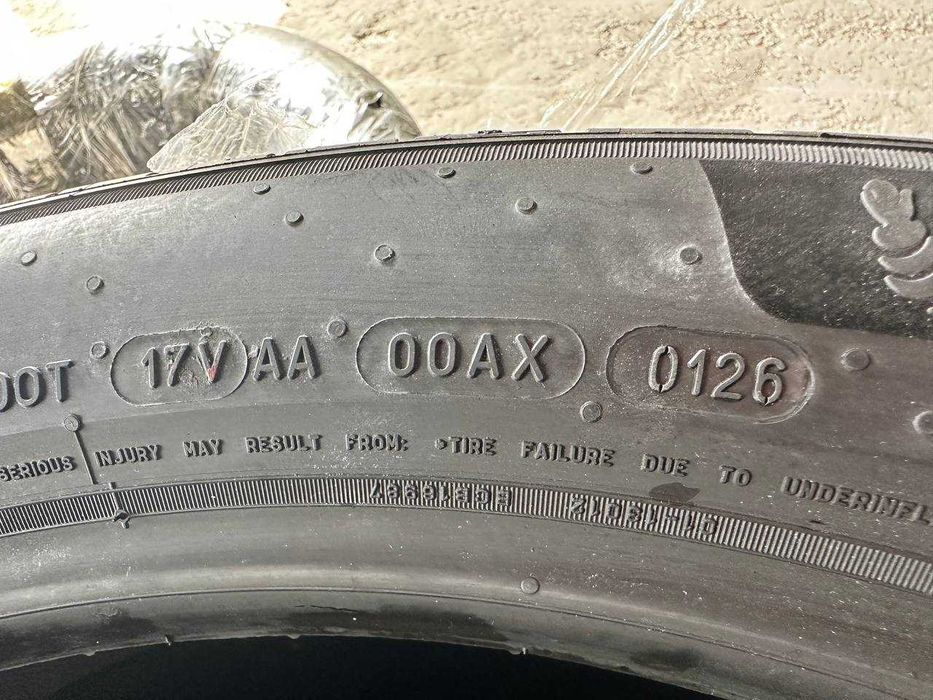 DOT 17V AA 00AX 0126
SERIOUS INJURY MAY RESULT FROM: •TIRE FAILURE DUE TO UNDERINFL